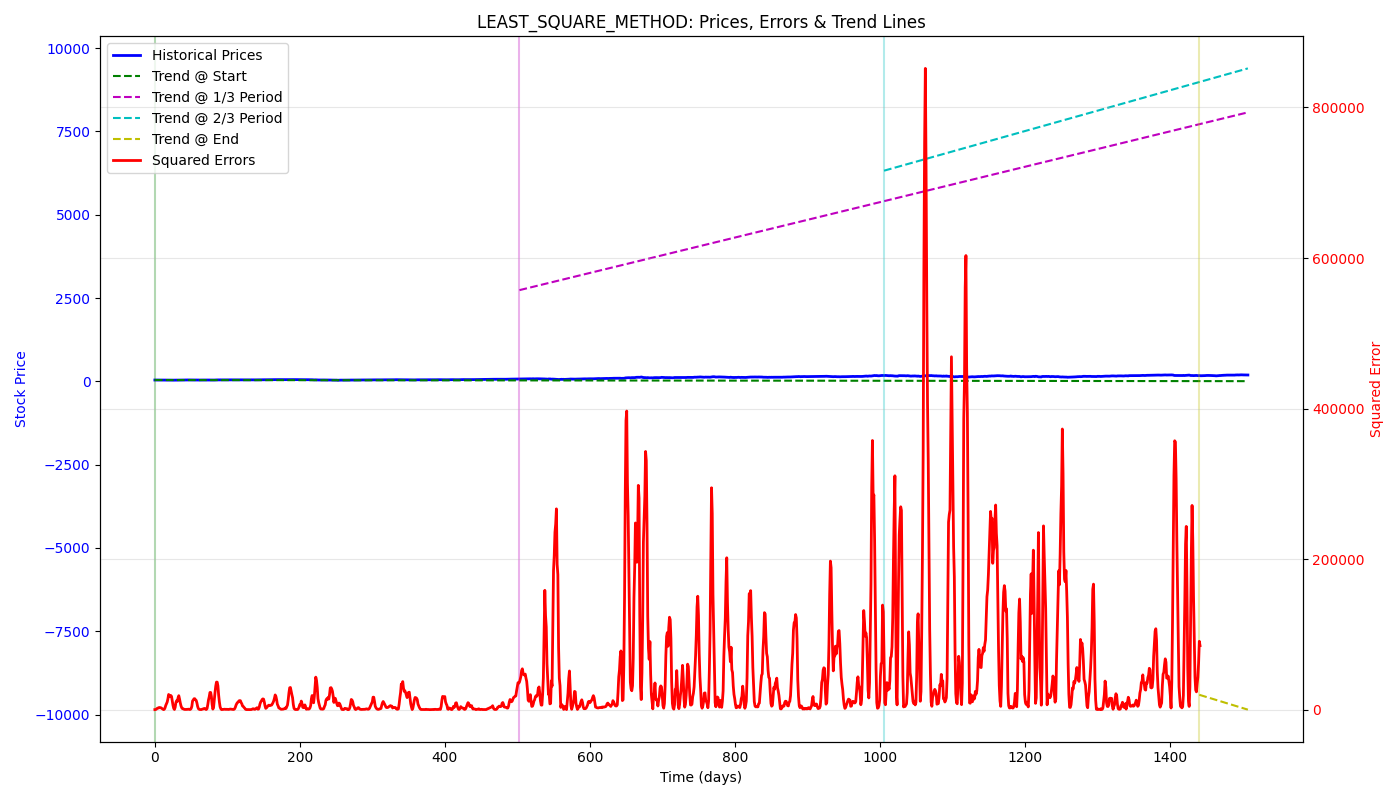 LEAST_SQUARE_METHOD: Prices, Errors & Trend Lines
Historical Prices
Trend @ Start
Trend @ 1/3 Period
Trend @ 2/3 Period
Trend @ End
Squared Errors
10000
7500
5000
2500
0
−2500
−5000
−7500
−10000
Stock Price
800000
600000
400000
200000
0
Squared Error
0
200
400
600
800
1000
1200
1400
Time (days)